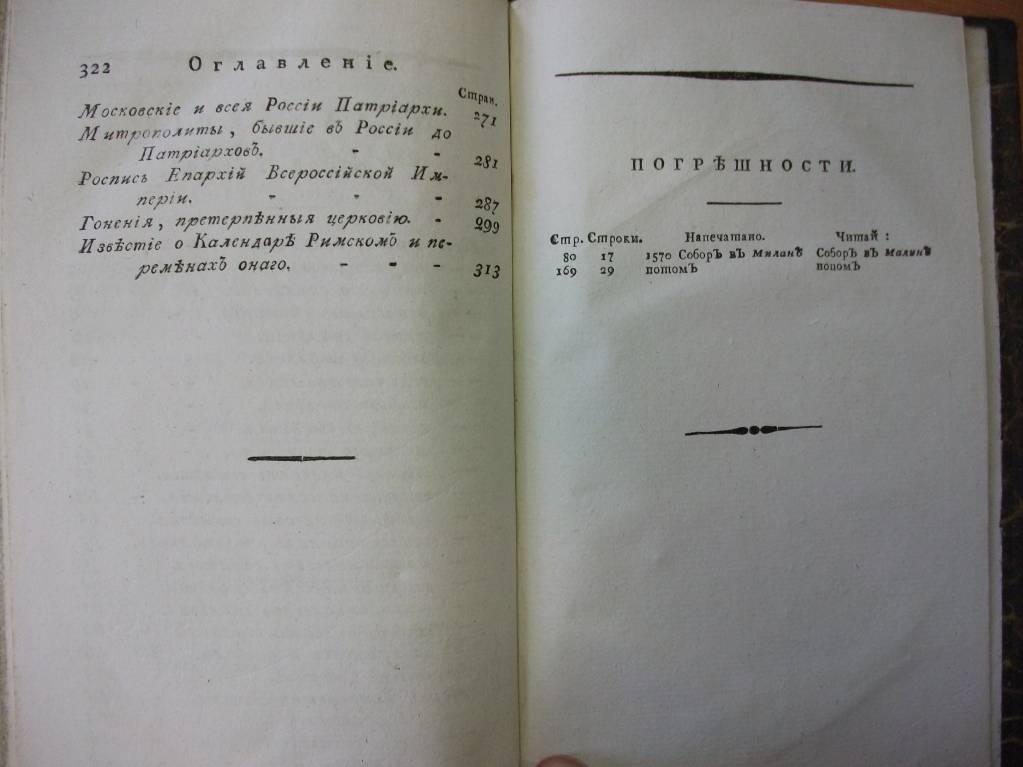 322 Оглавленіе.
Стран.
Московскіе и всея Россіи Патріархи. 271
Митрополиты, бывшіе въ Россіи до
Патріарховъ. - - 281
Роспись Епархій Всероссійской Им-
періи. - - - 287
Гоненія, претерпѣнныя церковію. - 299
Извѣстіе о Календарѣ Римскомъ и пе-
ремѣнахъ онаго. - - - 313
ПОГРѢШНОСТИ.
Стр. Строки. Напечатано. Читай:
80 17 1570 Соборъ въ Миланѣ Соборъ въ Малинѣ
169 29 потомъ попомъ